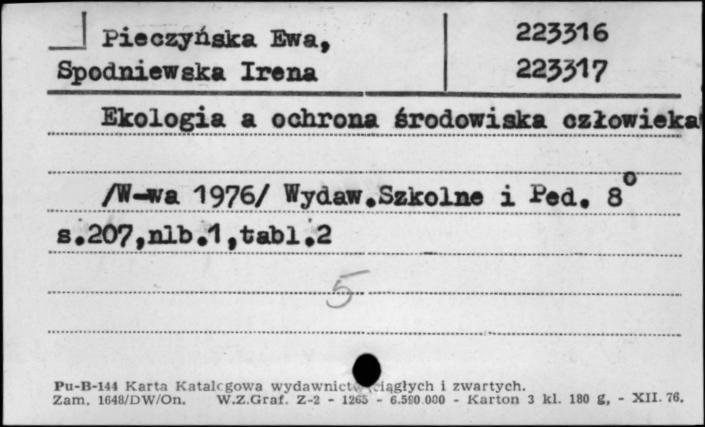 Pieczyńska Ewa, 223316
Spodniewska Irena 223317
Ekologia a ochrona środowiska człowieka
/W-wa 1976/ Wydaw.Szkolne i Ped. 8°
s.207,nlb.1,tabl.2
5
Pu-B-144 Karta Katalogowa wydawnictw ciągłych i zwartych.
Zam. 1648/DW/On. W.Z.Graf. Z-2 - 1265 - 6.590.000 - Karton 3 kl. 180 g, - XII. 76.